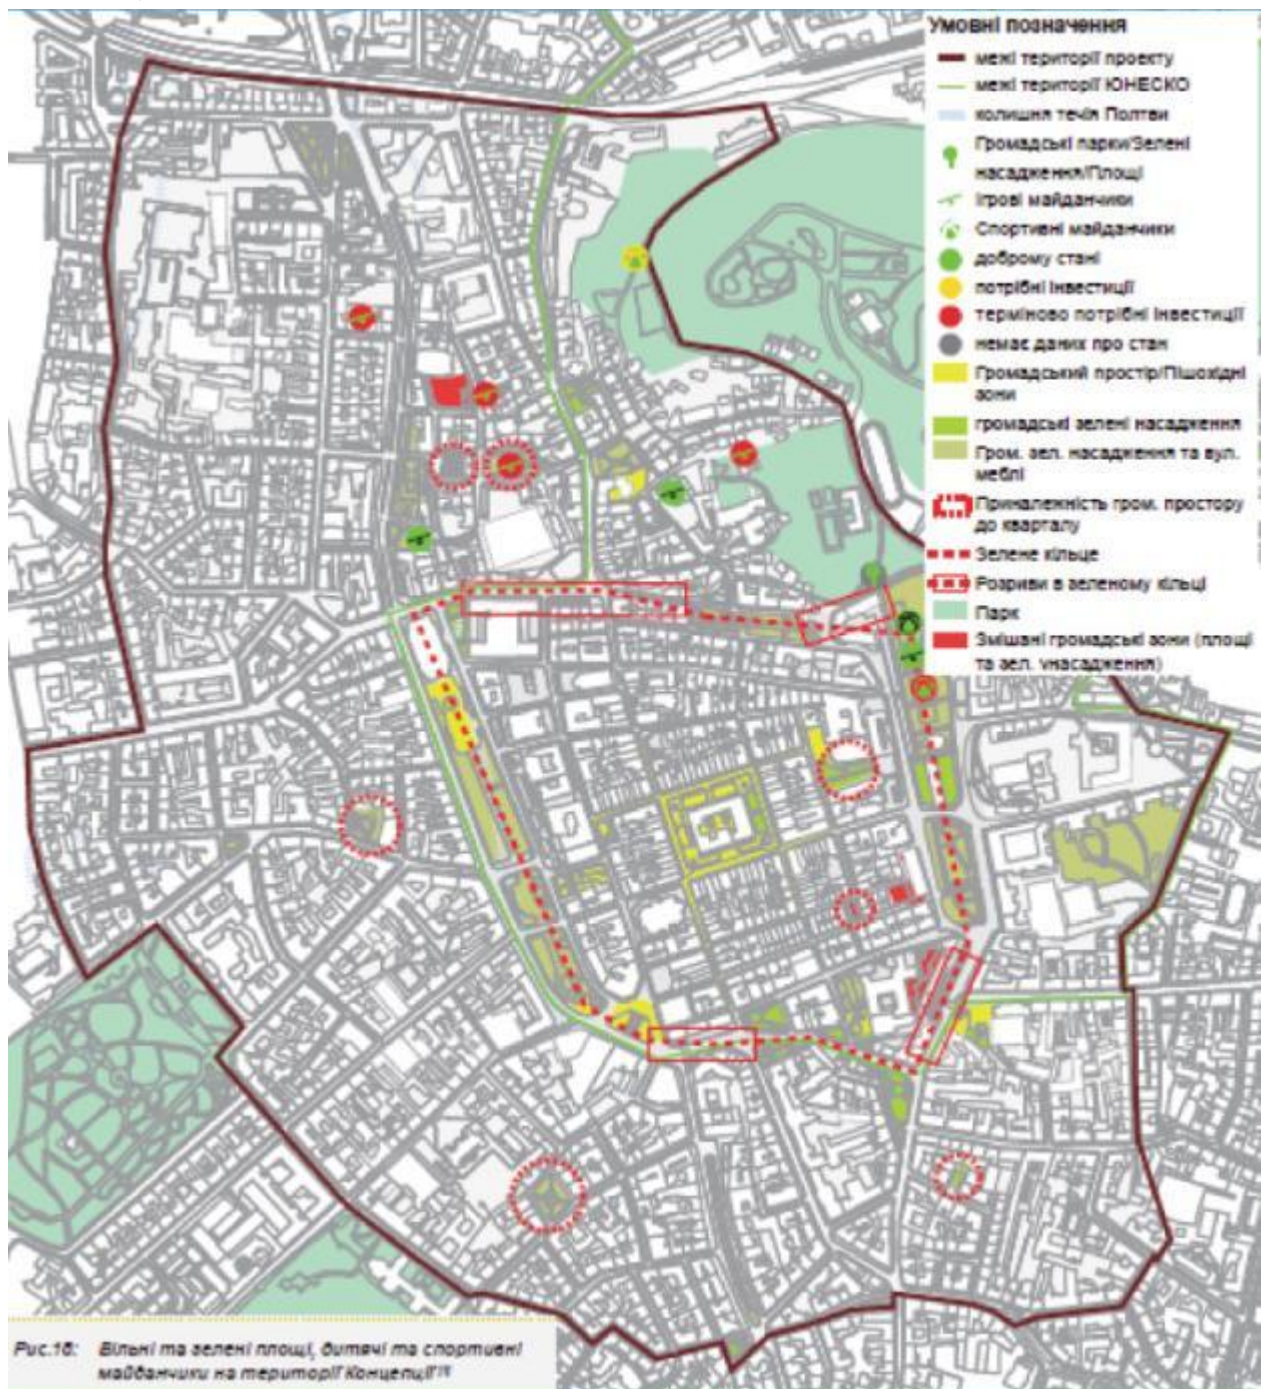 Умовні позначення
межі території проекту
межі території ЮНЕСКО
колишня течія Полтви
Громадські парки/Зелені
насадження/Площі
Ігрові майданчики
Спортивні майданчики
доброму стані
потрібні інвестиції
терміново потрібні інвестиції
немає даних про стан
Громадський простір/Пішохідні
зони
громадські зелені насадження
Гром. зел. насадження та вул.
меблі
Приналежність гром. простору
до кварталу
Зелене кільце
Розриви в зеленому кільці
Парк
Змішані громадські зони (площі
та зел. унасадження)
Рис.16: Вільні та зелені площі, дитячі та спортивні
майданчики на території Концепції